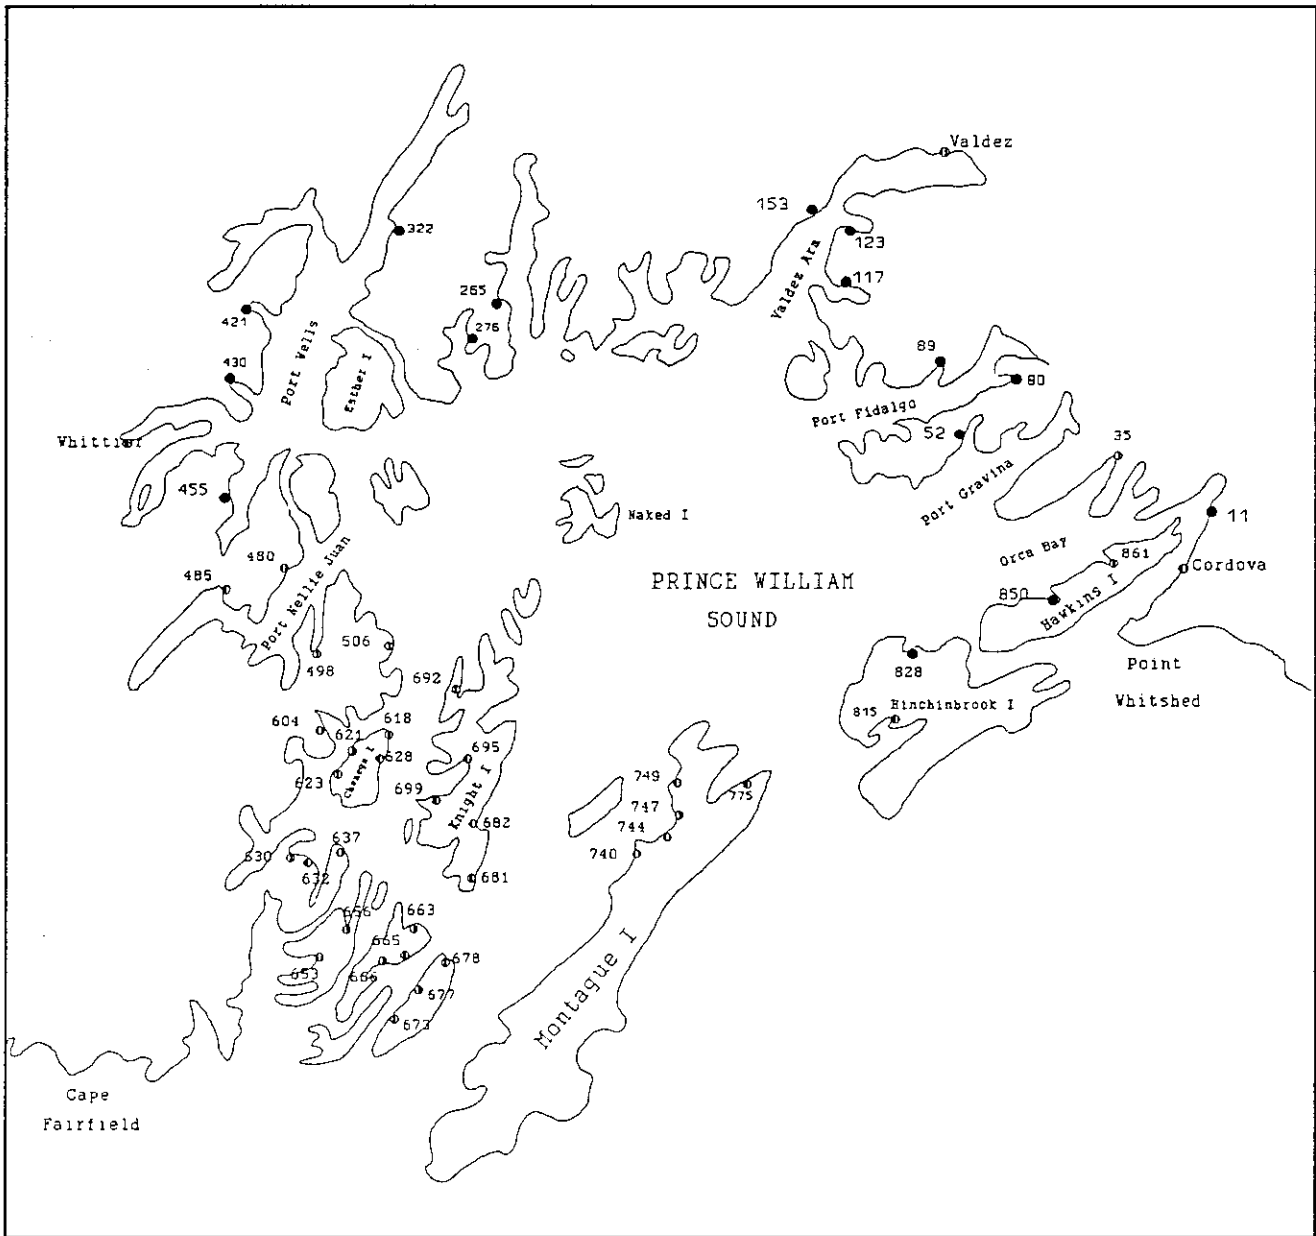 Valdez
153
123
Valdez Arm
117
322
265
276
421
Port Wells
Esther I
430
89
80
Port Fidalgo
Whittier
52
35
455
Port Gravina
11
Naked I
Orca Bay
861
Cordova
480
485
Port Nellie Juan
PRINCE WILLIAM
SOUND
850
Hawkins I
506
498
828
Point
Whitshed
692
Hinchinbrook I
815
604
618
621
628
Chenega I
623
695
699
Knight I
682
749
775
747
744
740
637
630
632
681
656
663
665
653
666
678
677
673
Montague I
Cape
Fairfield